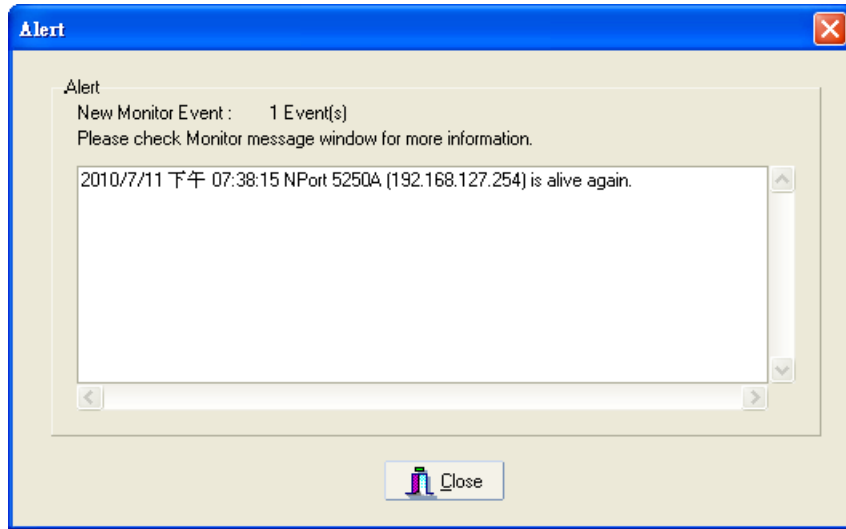 Alert
Alert
New Monitor Event : 1 Event(s)
Please check Monitor message window for more information.
2010/7/11 下午 07:38:15 NPort 5250A (192.168.127.254) is alive again.
Close